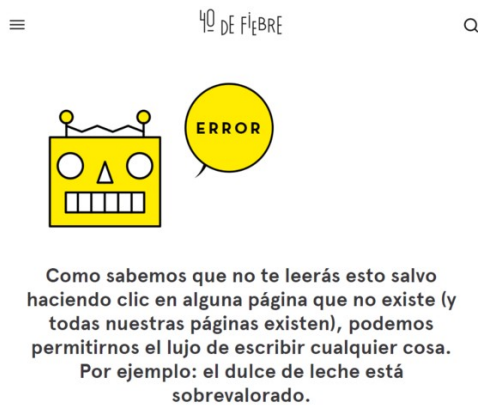 40 DE FiEBRE
ERROR
Como sabemos que no te leerás esto salvo
haciendo clic en alguna página que no existe (y
todas nuestras páginas existen), podemos
permitirnos el lujo de escribir cualquier cosa.
Por ejemplo: el dulce de leche está
sobrevalorado.